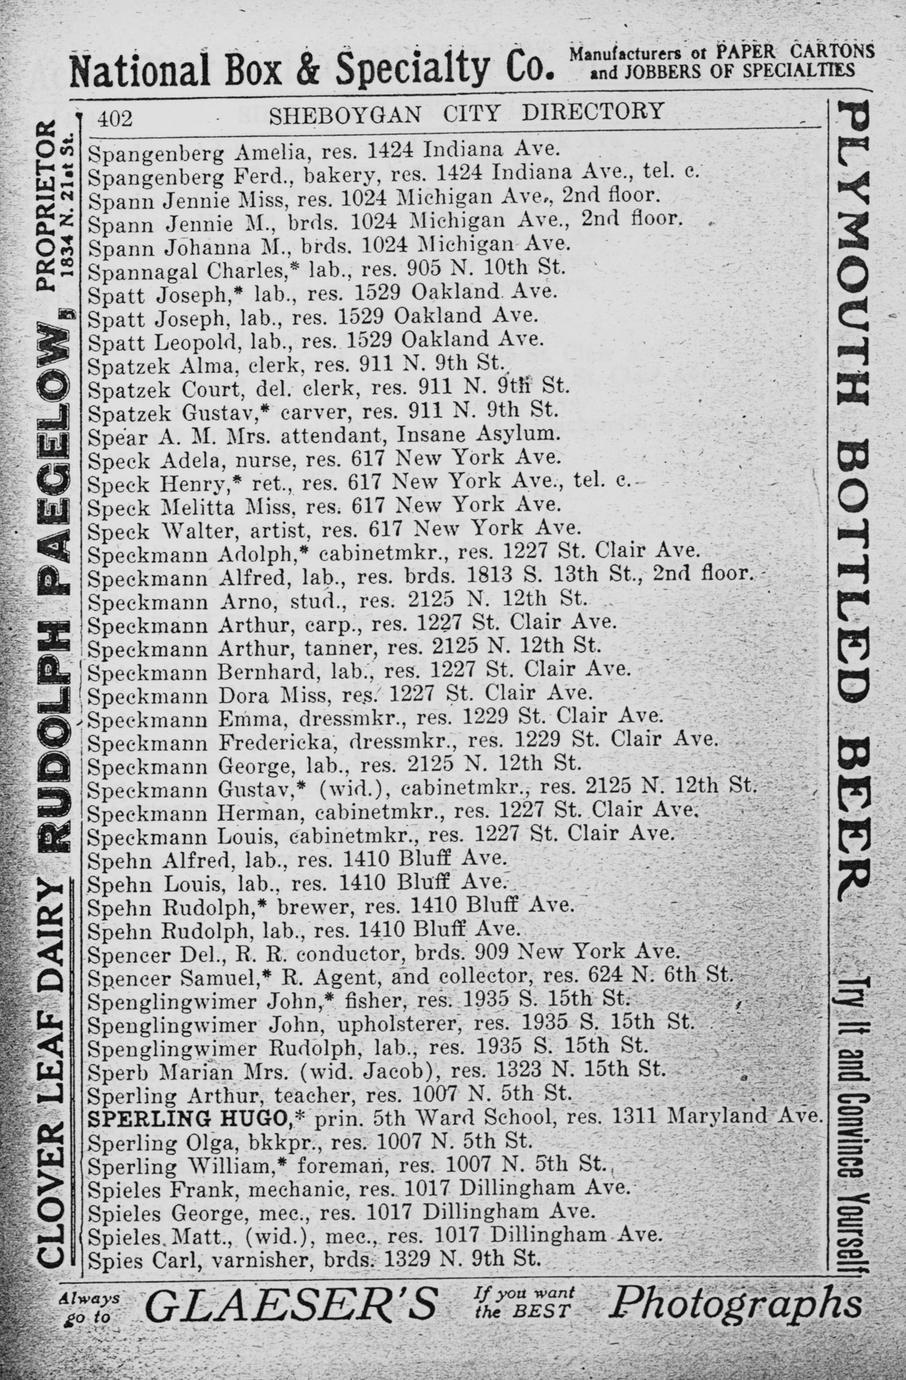 National Box & Specialty Co. Manufacturers of PAPER CARTONS
and JOBBERS OF SPECIALTIES
402 SHEBOYGAN CITY DIRECTORY
Spangenberg Amelia, res. 1424 Indiana Ave.
Spangenberg Ferd., bakery, res. 1424 Indiana Ave., tel. c.
Spann Jennie Miss, res. 1024 Michigan Ave., 2nd floor.
Spann Jennie M., brds. 1024 Michigan Ave., 2nd floor.
Spann Johanna M., brds. 1024 Michigan Ave.
Spannagal Charles,* lab., res. 905 N. 10th St.
Spatt Joseph,* lab., res. 1529 Oakland Ave.
Spatt Joseph, lab., res. 1529 Oakland Ave.
Spatt Leopold, lab., res. 1529 Oakland Ave.
Spatzek Alma, clerk, res. 911 N. 9th St.
Spatzek Court, del. clerk, res. 911 N. 9th St.
Spatzek Gustav,* carver, res. 911 N. 9th St.
Spear A. M. Mrs. attendant, Insane Asylum.
Speck Adela, nurse, res. 617 New York Ave.
Speck Henry,* ret., res. 617 New York Ave., tel. c.
Speck Melitta Miss, res. 617 New York Ave.
Speck Walter, artist, res. 617 New York Ave.
Speckmann Adolph,* cabinetmkr., res. 1227 St. Clair Ave.
Speckmann Alfred, lab., res. brds. 1813 S. 13th St., 2nd floor.
Speckmann Arno, stud., res. 2125 N. 12th St.
Speckmann Arthur, carp., res. 1227 St. Clair Ave.
Speckmann Arthur, tanner, res. 2125 N. 12th St.
Speckmann Bernhard, lab., res. 1227 St. Clair Ave.
Speckmann Dora Miss, res. 1227 St. Clair Ave.
Speckmann Emma, dressmkr., res. 1229 St. Clair Ave.
Speckmann Fredericka, dressmkr., res. 1229 St. Clair Ave.
Speckmann George, lab., res. 2125 N. 12th St.
Speckmann Gustav,* (wid.), cabinetmkr., res. 2125 N. 12th St.
Speckmann Herman, cabinetmkr., res. 1227 St. Clair Ave.
Speckmann Louis, cabinetmkr., res. 1227 St. Clair Ave.
Spehn Alfred, lab., res. 1410 Bluff Ave.
Spehn Louis, lab., res. 1410 Bluff Ave.
Spehn Rudolph,* brewer, res. 1410 Bluff Ave.
Spehn Rudolph, lab., res. 1410 Bluff Ave.
Spencer Del., R. R. conductor, brds. 909 New York Ave.
Spencer Samuel,* R. Agent, and collector, res. 624 N. 6th St.
Spenglingwimer John,* fisher, res. 1935 S. 15th St.
Spenglingwimer John, upholsterer, res. 1935 S. 15th St.
Spenglingwimer Rudolph, lab., res. 1935 S. 15th St.
Sperb Marian Mrs. (wid. Jacob), res. 1323 N. 15th St.
Sperling Arthur, teacher, res. 1007 N. 5th St.
SPERLING HUGO,* prin. 5th Ward School, res. 1311 Maryland Ave.
Sperling Olga, bkkpr., res. 1007 N. 5th St.
Sperling William,* foreman, res. 1007 N. 5th St.
Spieles Frank, mechanic, res. 1017 Dillingham Ave.
Spieles George, mec., res. 1017 Dillingham Ave.
Spieles Matt., (wid.), mec., res. 1017 Dillingham Ave.
Spies Carl, varnisher, brds. 1329 N. 9th St.
CLOVER LEAF DAIRY RUDOLPH PAEGELOW, PROPRIETOR
1834 N. 21st St.
PLYMOUTH BOTTLED BEER Try It and Convince Yourself
Always go to GLAESER'S If you want the BEST Photographs